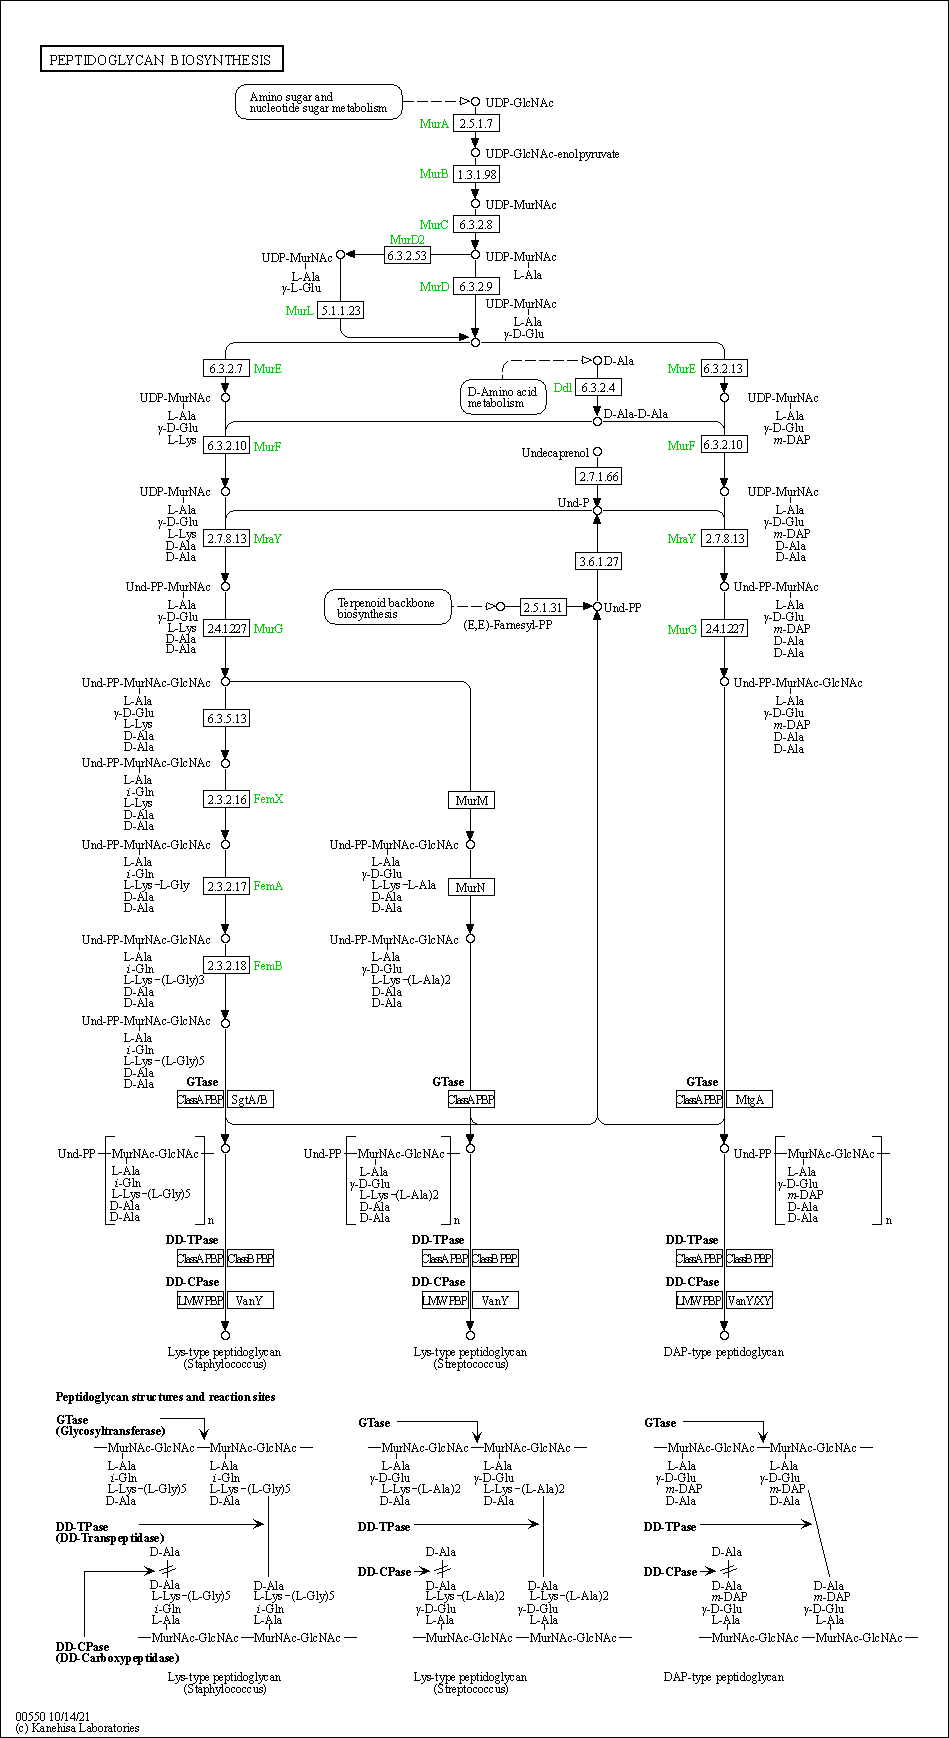 PEPTIDOGLYCAN BIOSYNTHESIS
Amino sugar and
nucleotide sugar metabolism
UDP-GlcNAc
MurA
2.5.1.7
UDP-GlcNAc-enolpyruvate
MurB
1.3.1.98
UDP-MurNAc
MurC
6.3.2.8
MurD2
UDP-MurNAc
6.3.2.53
UDP-MurNAc
L-Ala
γ-L-Glu
L-Ala
MurD
6.3.2.9
MurL
5.1.1.23
UDP-MurNAc
L-Ala
γ-D-Glu
6.3.2.7
MurE
D-Ala
D-Amino acid
metabolism
Ddl
6.3.2.4
MurE
6.3.2.13
UDP-MurNAc
L-Ala
γ-D-Glu
L-Lys
D-Ala-D-Ala
UDP-MurNAc
L-Ala
γ-D-Glu
m-DAP
6.3.2.10
MurF
MurF
6.3.2.10
Undecaprenol
2.7.1.66
Und-P
UDP-MurNAc
L-Ala
γ-D-Glu
L-Lys
D-Ala
D-Ala
UDP-MurNAc
L-Ala
γ-D-Glu
m-DAP
D-Ala
D-Ala
2.7.8.13
MraY
MraY
2.7.8.13
3.6.1.27
Und-PP-MurNAc
L-Ala
γ-D-Glu
L-Lys
D-Ala
D-Ala
Terpenoid backbone
biosynthesis
2.5.1.31
(E,E)-Farnesyl-PP
Und-PP
Und-PP-MurNAc
L-Ala
γ-D-Glu
m-DAP
D-Ala
D-Ala
2.4.1.227
MurG
MurG
2.4.1.227
Und-PP-MurNAc-GlcNAc
L-Ala
γ-D-Glu
L-Lys
D-Ala
D-Ala
Und-PP-MurNAc-GlcNAc
L-Ala
γ-D-Glu
m-DAP
D-Ala
D-Ala
6.3.5.13
Und-PP-MurNAc-GlcNAc
L-Ala
i-Gln
L-Lys
D-Ala
D-Ala
2.3.2.16
FemX
MurM
Und-PP-MurNAc-GlcNAc
L-Ala
i-Gln
L-Lys-L-Gly
D-Ala
D-Ala
2.3.2.17
FemA
Und-PP-MurNAc-GlcNAc
L-Ala
γ-D-Glu
L-Lys-L-Ala
D-Ala
D-Ala
MurN
Und-PP-MurNAc-GlcNAc
L-Ala
i-Gln
L-Lys-(L-Gly)3
D-Ala
D-Ala
2.3.2.18
FemB
Und-PP-MurNAc-GlcNAc
L-Ala
γ-D-Glu
L-Lys-(L-Ala)2
D-Ala
D-Ala
Und-PP-MurNAc-GlcNAc
L-Ala
i-Gln
L-Lys-(L-Gly)5
D-Ala
D-Ala
GTase
ClassAPBP
SgtA/B
GTase
ClassAPBP
GTase
ClassAPBP
MtgA
Und-PP
MurNAc-GlcNAc
L-Ala
i-Gln
L-Lys-(L-Gly)5
D-Ala
D-Ala
n
Und-PP
MurNAc-GlcNAc
L-Ala
γ-D-Glu
L-Lys-(L-Ala)2
D-Ala
D-Ala
n
Und-PP
MurNAc-GlcNAc
L-Ala
γ-D-Glu
m-DAP
D-Ala
D-Ala
n
DD-TPase
ClassAPBP
ClassBPBP
DD-TPase
ClassAPBP
ClassBPBP
DD-TPase
ClassAPBP
ClassBPBP
DD-CPase
LMWPBP
VanY
DD-CPase
LMWPBP
VanY
DD-CPase
LMWPBP
VanY/XY
Lys-type peptidoglycan
(Staphylococcus)
Lys-type peptidoglycan
(Streptococcus)
DAP-type peptidoglycan
Peptidoglycan structures and reaction sites
GTase
(Glycosyltransferase)
MurNAc-GlcNAc
MurNAc-GlcNAc
L-Ala
L-Ala
i-Gln
i-Gln
L-Lys-(L-Gly)5
L-Lys-(L-Gly)5
D-Ala
D-Ala
DD-TPase
(DD-Transpeptidase)
D-Ala
D-Ala
D-Ala
L-Lys-(L-Gly)5
L-Lys-(L-Gly)5
i-Gln
i-Gln
L-Ala
L-Ala
MurNAc-GlcNAc
MurNAc-GlcNAc
DD-CPase
(DD-Carboxypeptidase)
Lys-type peptidoglycan
(Staphylococcus)
GTase
MurNAc-GlcNAc
MurNAc-GlcNAc
L-Ala
L-Ala
γ-D-Glu
γ-D-Glu
L-Lys-(L-Ala)2
L-Lys-(L-Ala)2
D-Ala
D-Ala
DD-TPase
D-Ala
DD-CPase
D-Ala
D-Ala
L-Lys-(L-Ala)2
L-Lys-(L-Ala)2
γ-D-Glu
γ-D-Glu
L-Ala
L-Ala
MurNAc-GlcNAc
MurNAc-GlcNAc
Lys-type peptidoglycan
(Streptococcus)
GTase
MurNAc-GlcNAc
MurNAc-GlcNAc
L-Ala
L-Ala
γ-D-Glu
γ-D-Glu
m-DAP
m-DAP
D-Ala
D-Ala
DD-TPase
D-Ala
DD-CPase
D-Ala
D-Ala
m-DAP
m-DAP
γ-D-Glu
γ-D-Glu
L-Ala
L-Ala
MurNAc-GlcNAc
MurNAc-GlcNAc
DAP-type peptidoglycan
00550 10/14/21
(c) Kanehisa Laboratories